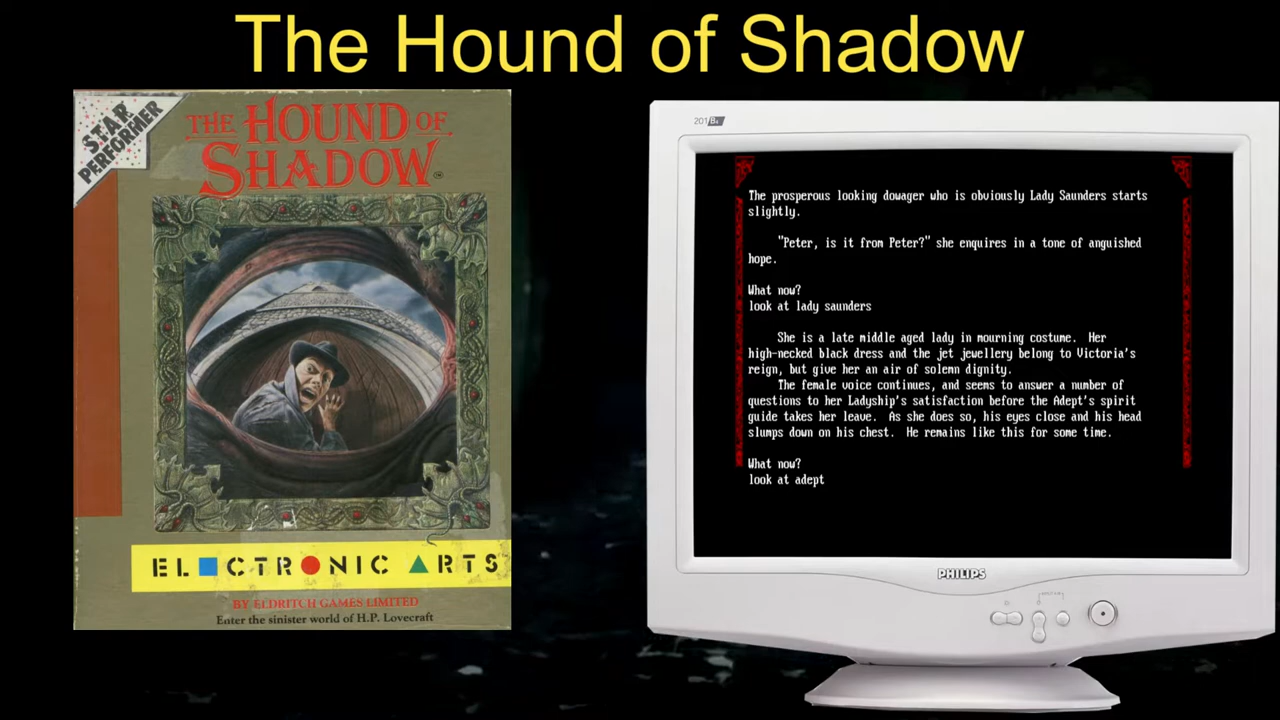 The Hound of Shadow
STAR
PERFORMER
THE HOUND OF
SHADOW™
ELECTRONIC ARTS
BY ELDRITCH GAMES LIMITED
Enter the sinister world of H.P. Lovecraft
The prosperous looking dowager who is obviously Lady Saunders starts
slightly.
"Peter, is it from Peter?" she enquires in a tone of anguished
hope.
What now?
look at lady saunders
She is a late middle aged lady in mourning costume. Her
high-necked black dress and the jet jewellery belong to Victoria's
reign, but give her an air of solemn dignity.
The female voice continues, and seems to answer a number of
questions to her Ladyship's satisfaction before the Adept's spirit
guide takes her leave. As she does so, his eyes close and his head
slumps down on his chest. He remains like this for some time.
What now?
look at adept
PHILIPS